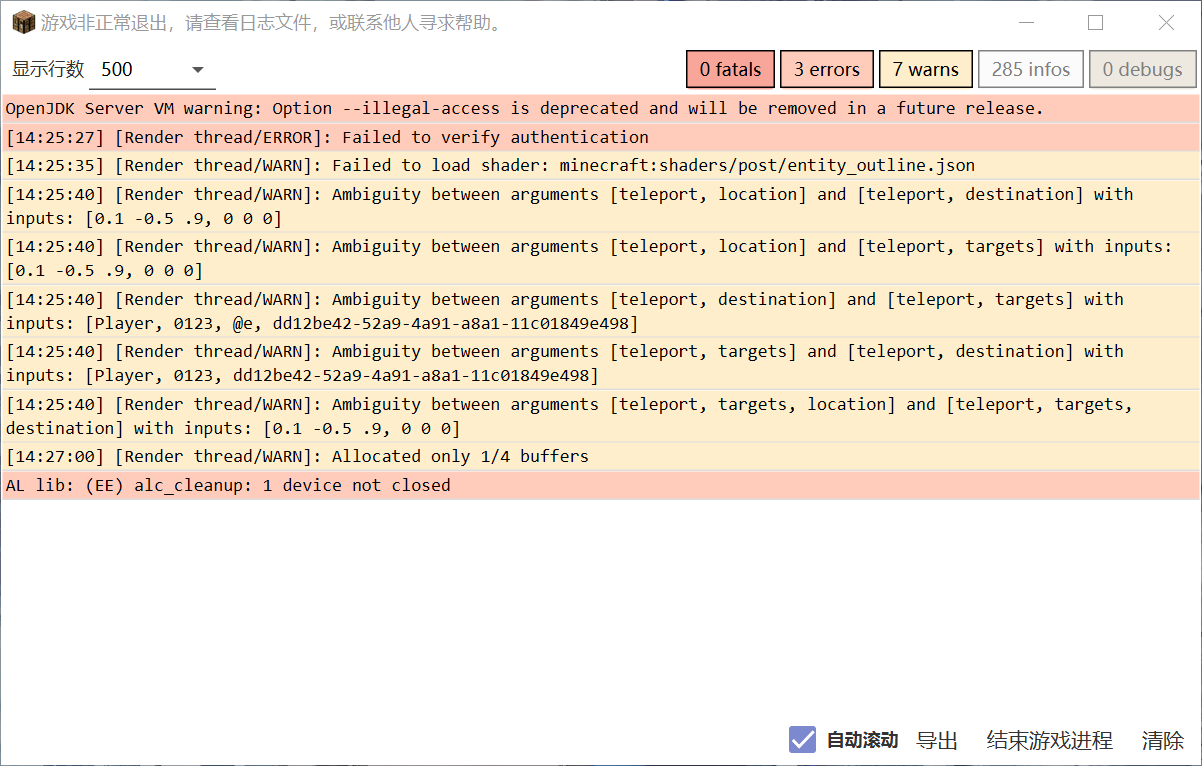 游戏非正常退出，请查看日志文件，或联系他人寻求帮助。
显示行数 500 0 fatals 3 errors 7 warns 285 infos 0 debugs
OpenJDK Server VM warning: Option --illegal-access is deprecated and will be removed in a future release.
[14:25:27] [Render thread/ERROR]: Failed to verify authentication
[14:25:35] [Render thread/WARN]: Failed to load shader: minecraft:shaders/post/entity_outline.json
[14:25:40] [Render thread/WARN]: Ambiguity between arguments [teleport, location] and [teleport, destination] with
inputs: [0.1 -0.5 .9, 0 0 0]
[14:25:40] [Render thread/WARN]: Ambiguity between arguments [teleport, location] and [teleport, targets] with inputs:
[0.1 -0.5 .9, 0 0 0]
[14:25:40] [Render thread/WARN]: Ambiguity between arguments [teleport, destination] and [teleport, targets] with
inputs: [Player, 0123, @e, dd12be42-52a9-4a91-a8a1-11c01849e498]
[14:25:40] [Render thread/WARN]: Ambiguity between arguments [teleport, targets] and [teleport, destination] with
inputs: [Player, 0123, dd12be42-52a9-4a91-a8a1-11c01849e498]
[14:25:40] [Render thread/WARN]: Ambiguity between arguments [teleport, targets, location] and [teleport, targets,
destination] with inputs: [0.1 -0.5 .9, 0 0 0]
[14:27:00] [Render thread/WARN]: Allocated only 1/4 buffers
AL lib: (EE) alc_cleanup: 1 device not closed
自动滚动 导出 结束游戏进程 清除